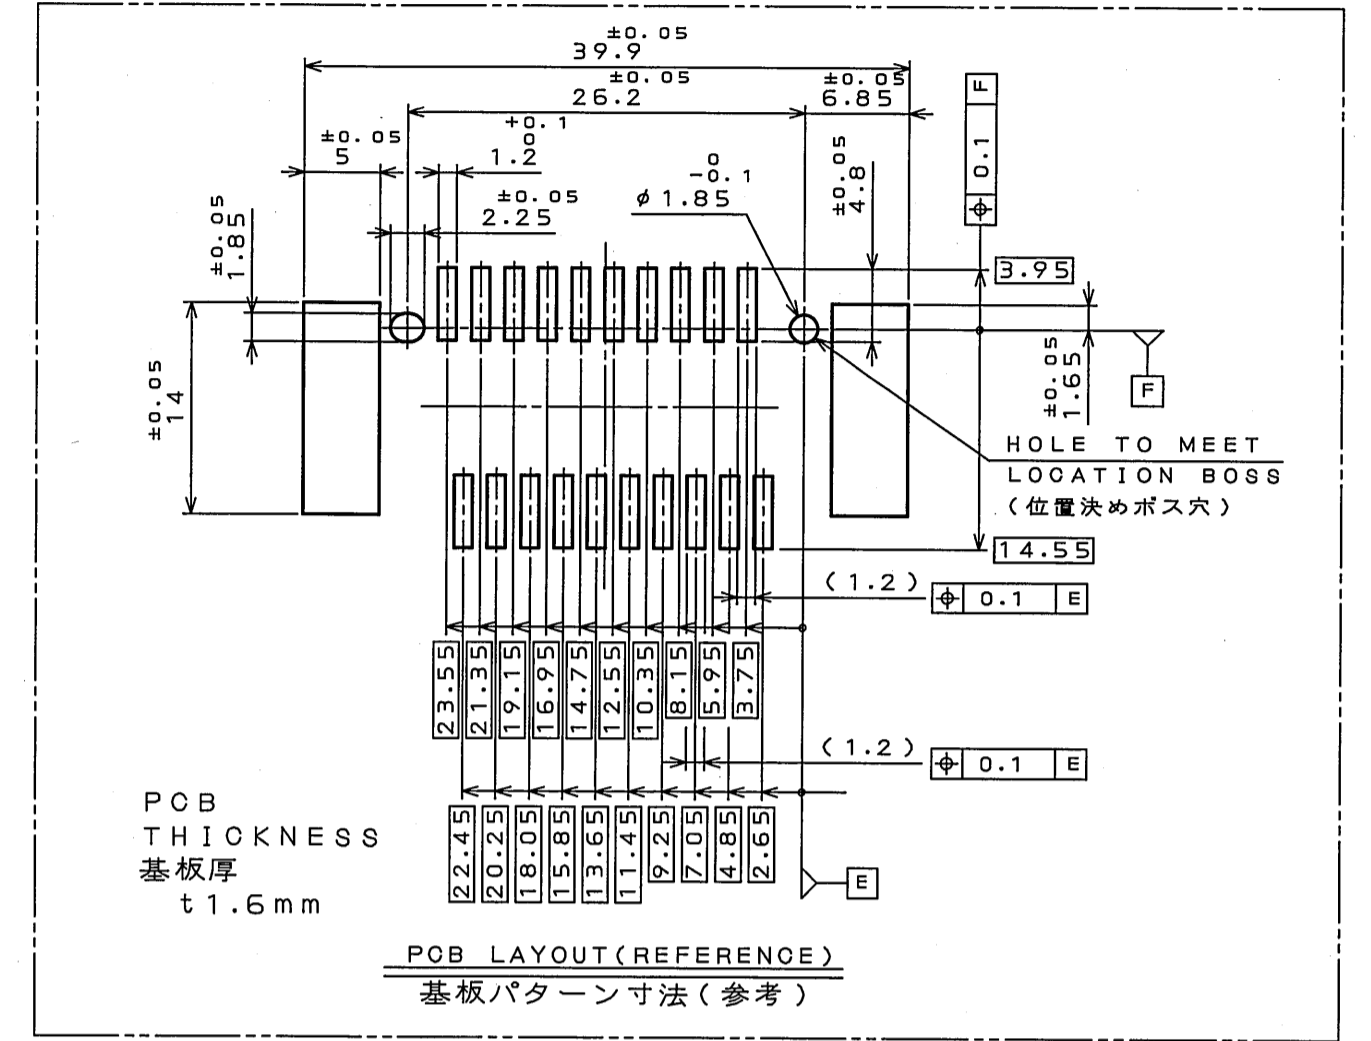 ±0.05
39.9
±0.05
26.2
±0.05
6.85
±0.05
5
+0.1
0
1.2
±0.05
2.25
0
-0.1
φ1.85
±0.05
4.8
⌖ 0.1 F
±0.05
1.85
3.95
±0.05
14
±0.05
1.65
F
HOLE TO MEET
LOCATION BOSS
(位置決めボス穴)
14.55
(1.2)
⌖ 0.1 E
23.55 21.35 19.15 16.95 14.75 12.55 10.35 8.15 5.95 3.75
(1.2)
⌖ 0.1 E
22.45 20.25 18.05 15.85 13.65 11.45 9.25 7.05 4.85 2.65
E
PCB
THICKNESS
基板厚
t1.6mm
PCB LAYOUT(REFERENCE)
基板パターン寸法(参考)